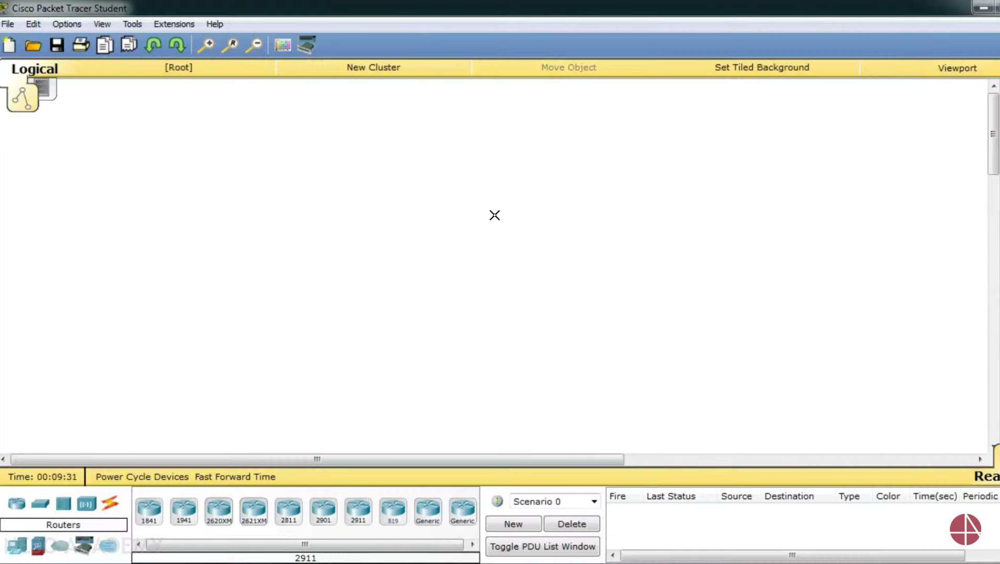 Cisco Packet Tracer Student
File Edit Options View Tools Extensions Help
R
Logical [Root] New Cluster Move Object Set Tiled Background Viewport
Time: 00:09:31 Power Cycle Devices Fast Forward Time Rea
Fire Last Status Source Destination Type Color Time(sec) Periodic
Scenario 0
1841 1941 2620XM 2621XM 2811 2901 2911 819 Generic Generic
Routers
New Delete
Toggle PDU List Window
2911